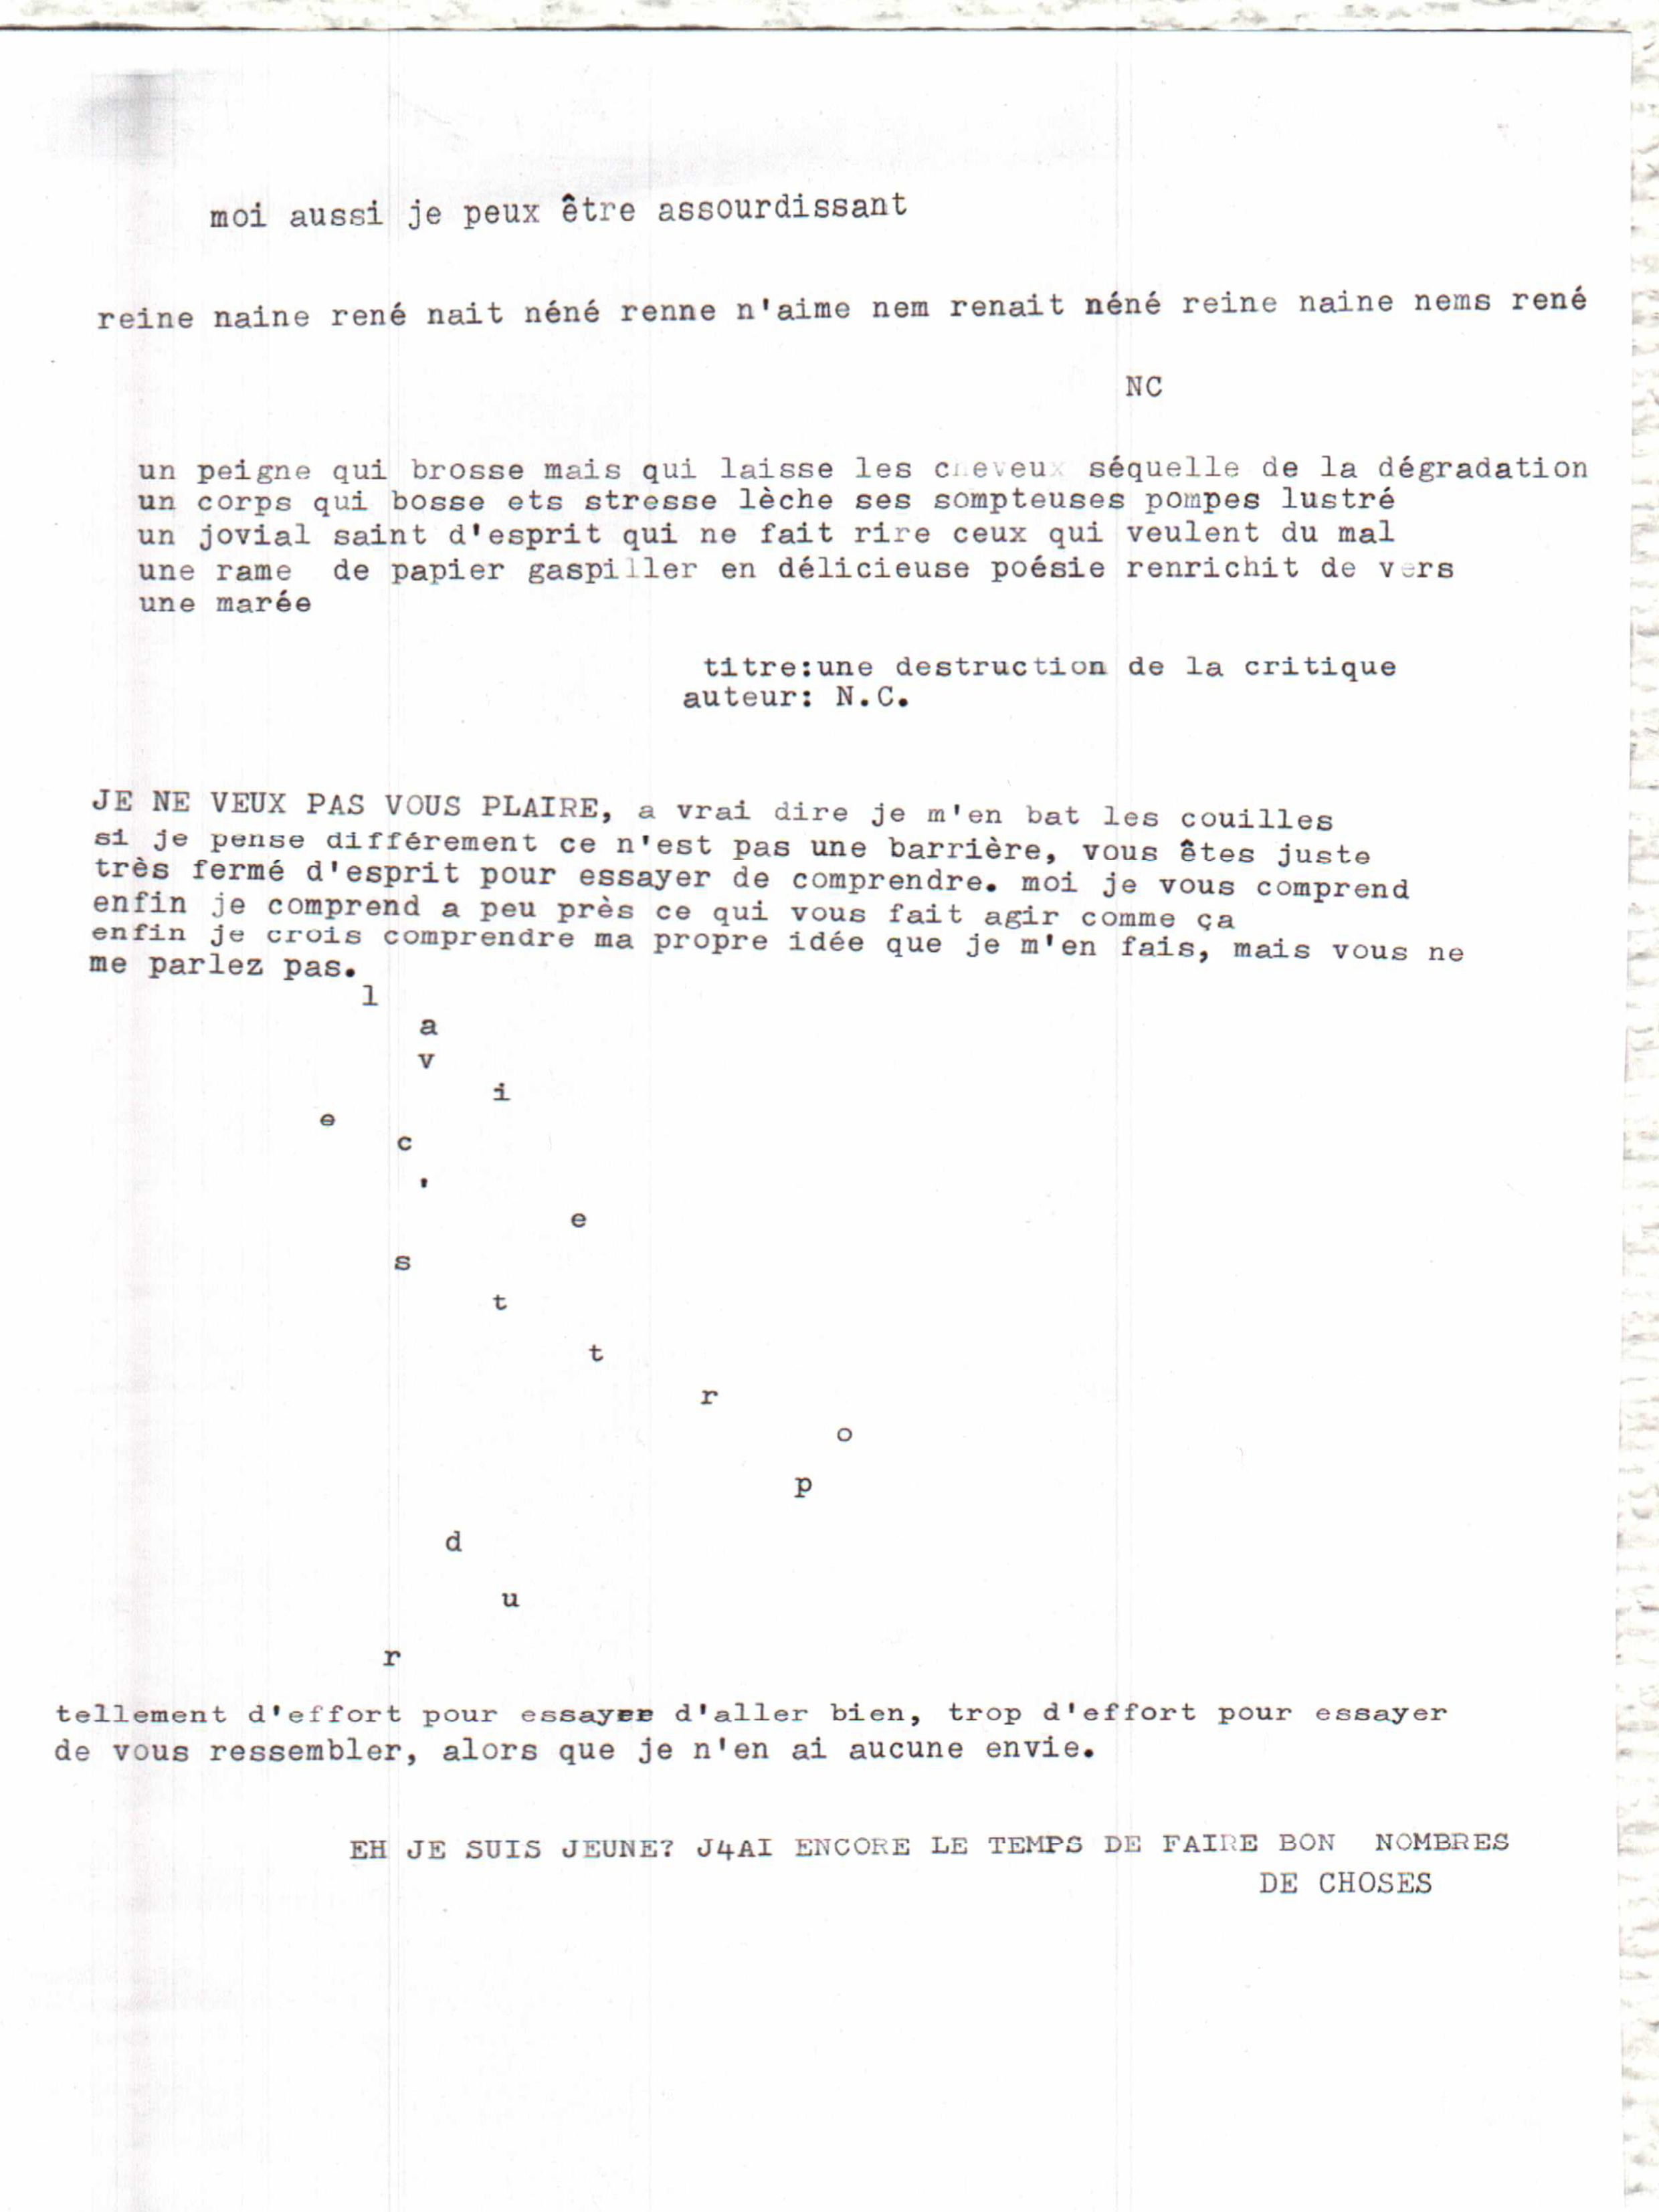 moi aussi je peux être assourdissant
reine naine rené nait néné renne n'aime nem renait néné reine naine nems rené
NC
un peigne qui brosse mais qui laisse les cheveux séquelle de la dégradation
un corps qui bosse ets stresse lèche ses sompteuses pompes lustré
un jovial saint d'esprit qui ne fait rire ceux qui veulent du mal
une rame de papier gaspiller en délicieuse poésie renrichit de vers
une marée
titre:une destruction de la critique
auteur: N.C.
JE NE VEUX PAS VOUS PLAIRE, a vrai dire je m'en bat les couilles
si je pense différement ce n'est pas une barrière, vous êtes juste
très fermé d'esprit pour essayer de comprendre. moi je vous comprend
enfin je comprend a peu près ce qui vous fait agir comme ça
enfin je crois comprendre ma propre idée que je m'en fais, mais vous ne
me parlez pas.
l
a
v
i
e
c
'
e
s
t
t
r
o
p
d
u
r
tellement d'effort pour essayer d'aller bien, trop d'effort pour essayer
de vous ressembler, alors que je n'en ai aucune envie.
EH JE SUIS JEUNE? J4AI ENCORE LE TEMPS DE FAIRE BON NOMBRES
DE CHOSES